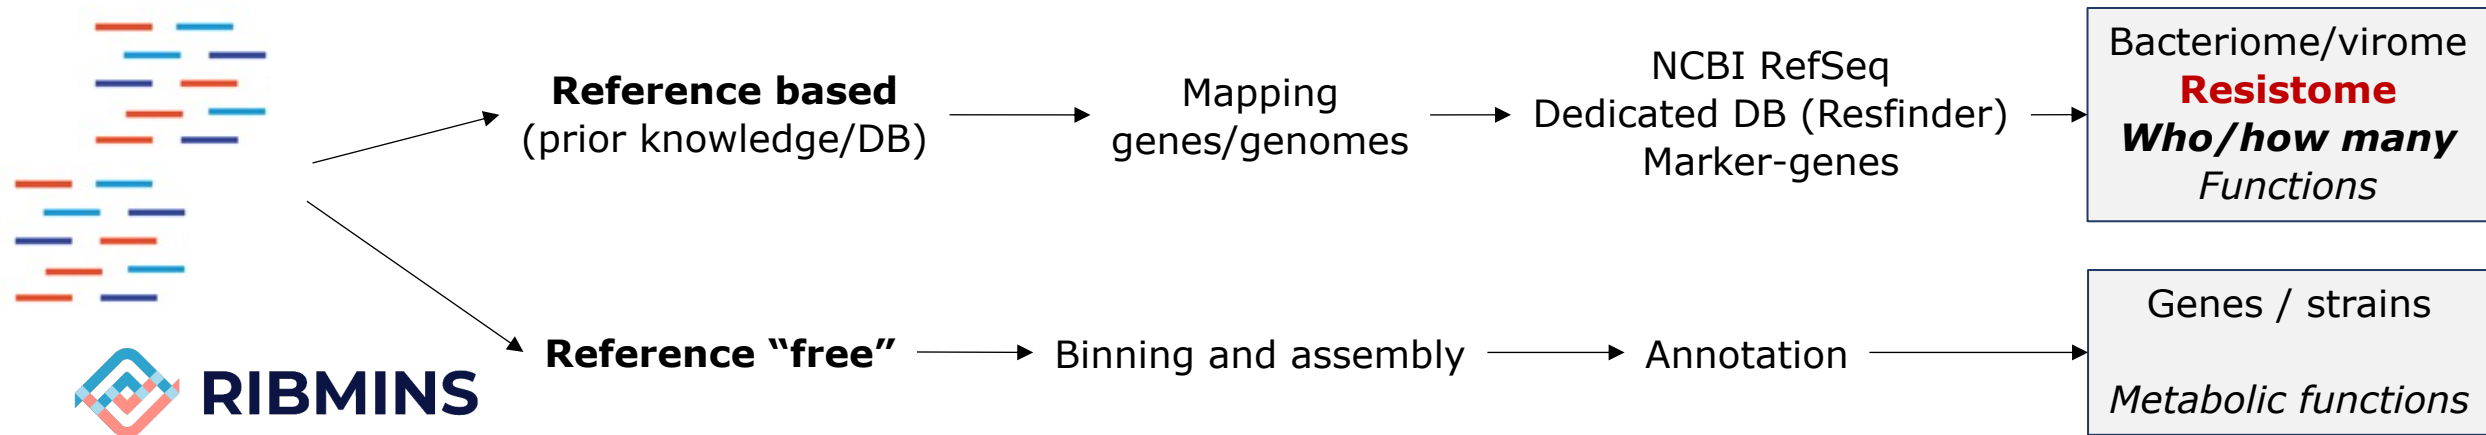 Reference based
(prior knowledge/DB)
Mapping
genes/genomes
NCBI RefSeq
Dedicated DB (Resfinder)
Marker-genes
Bacteriome/virome
Resistome
Who/how many
Functions
Reference “free”
Binning and assembly
Annotation
Genes / strains
Metabolic functions
RIBMINS